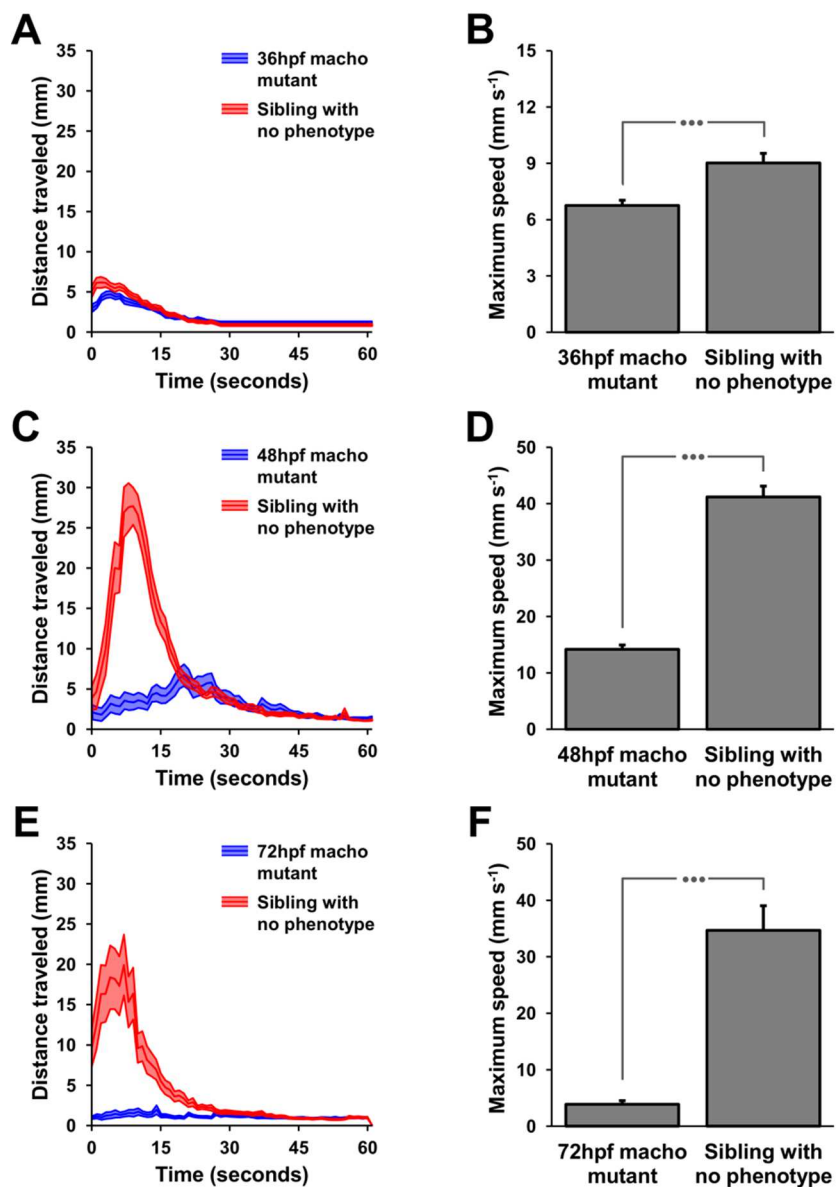 A
35
30
25
20
15
10
5
0
Distance traveled (mm)
36hpf macho
mutant
Sibling with
no phenotype
0 15 30 45 60
Time (seconds)
B
15
12
9
6
3
0
Maximum speed (mm s-1)
•••
36hpf macho
mutant
Sibling with
no phenotype
C
35
30
25
20
15
10
5
0
Distance traveled (mm)
48hpf macho
mutant
Sibling with
no phenotype
0 15 30 45 60
Time (seconds)
D
50
40
30
20
10
0
Maximum speed (mm s-1)
•••
48hpf macho
mutant
Sibling with
no phenotype
E
35
30
25
20
15
10
5
0
Distance traveled (mm)
72hpf macho
mutant
Sibling with
no phenotype
0 15 30 45 60
Time (seconds)
F
50
40
30
20
10
0
Maximum speed (mm s-1)
•••
72hpf macho
mutant
Sibling with
no phenotype